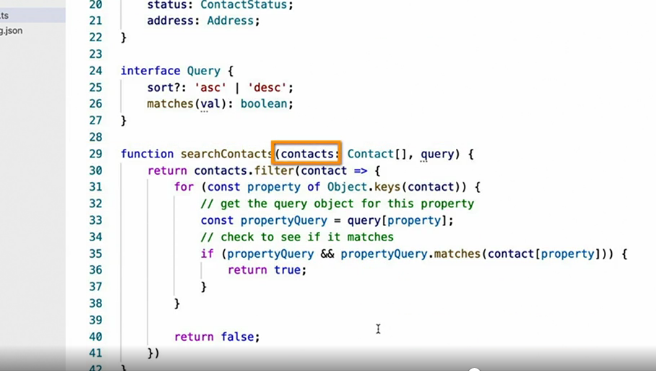 .ts
g.json
20 status: ContactStatus;
21 address: Address;
22 }
23
24 interface Query {
25 sort?: 'asc' | 'desc';
26 matches(val): boolean;
27 }
28
29 function searchContacts(contacts: Contact[], query) {
30 return contacts.filter(contact => {
31 for (const property of Object.keys(contact)) {
32 // get the query object for this property
33 const propertyQuery = query[property];
34 // check to see if it matches
35 if (propertyQuery && propertyQuery.matches(contact[property])) {
36 return true;
37 }
38 }
39
40 return false;
41 })
42 }